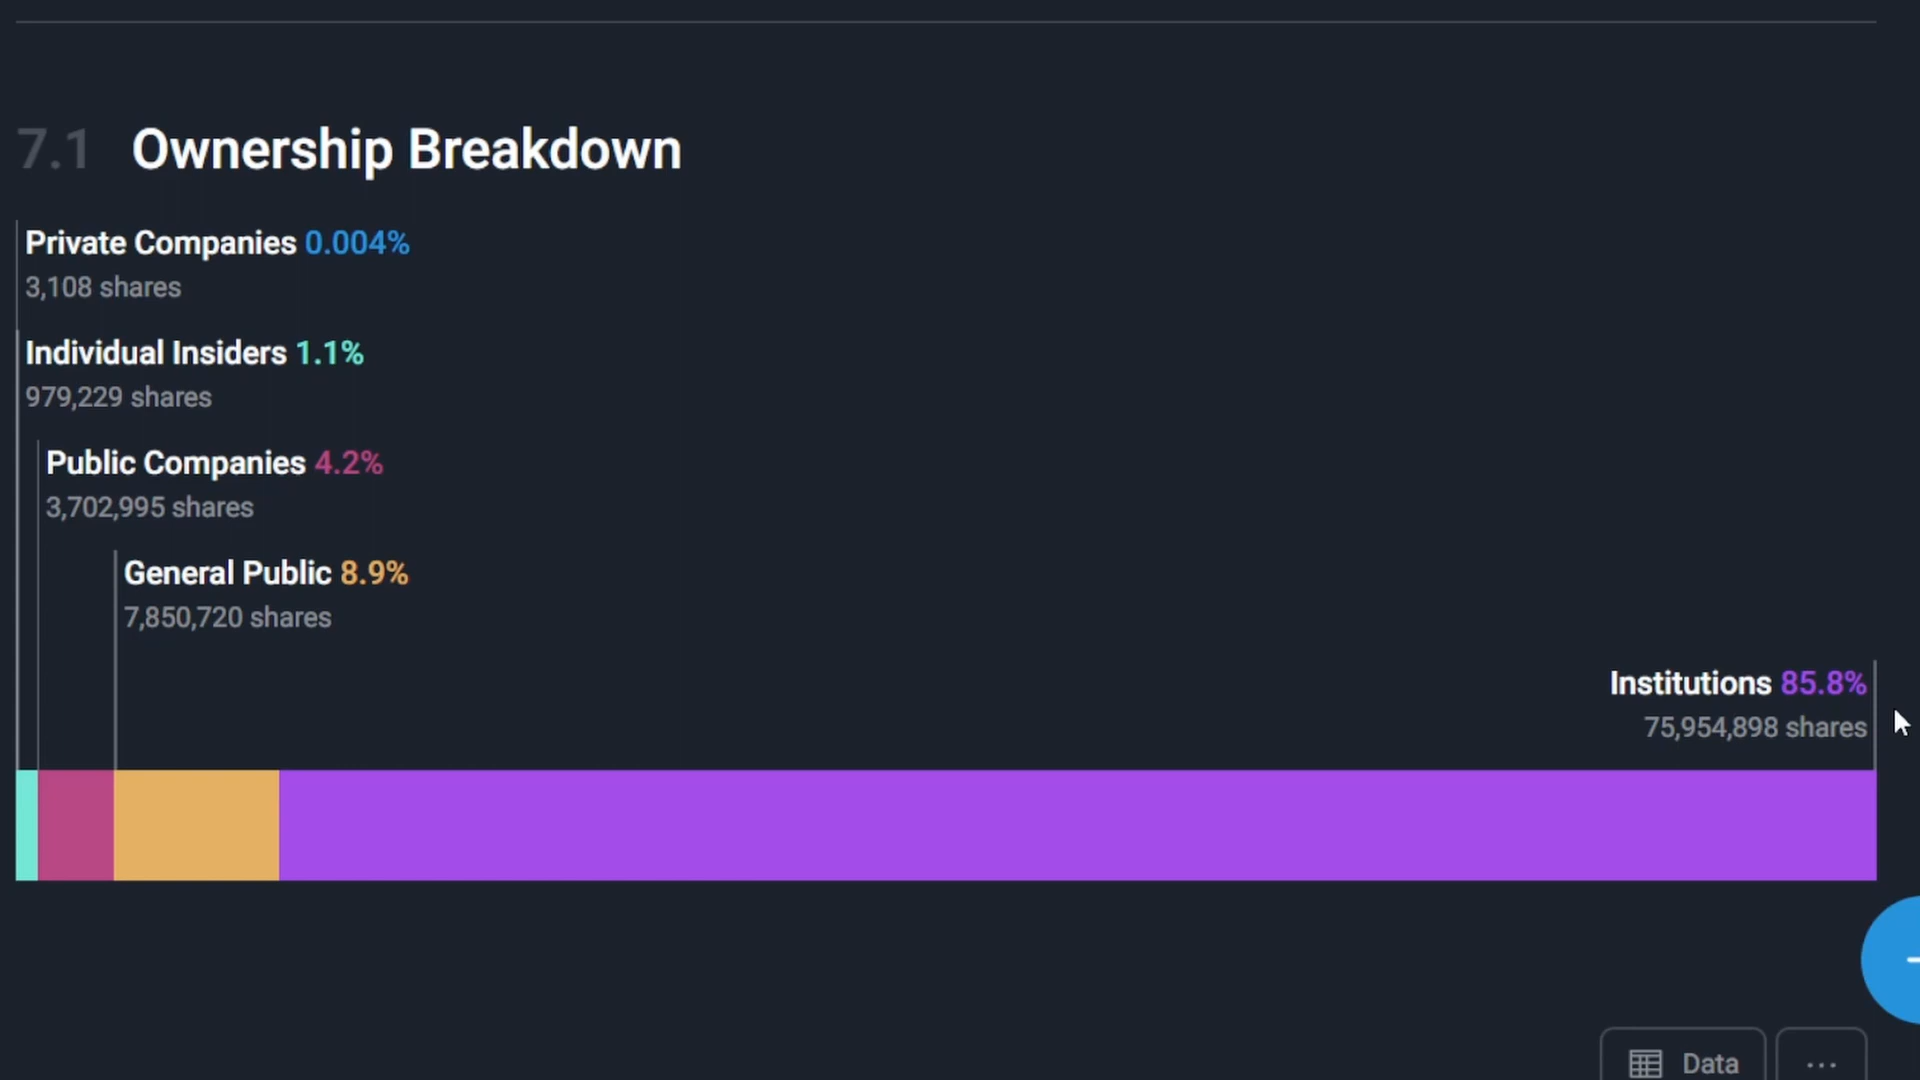 7.1 Ownership Breakdown
Private Companies 0.004%
3,108 shares
Individual Insiders 1.1%
979,229 shares
Public Companies 4.2%
3,702,995 shares
General Public 8.9%
7,850,720 shares
Institutions 85.8%
75,954,898 shares
Data
...